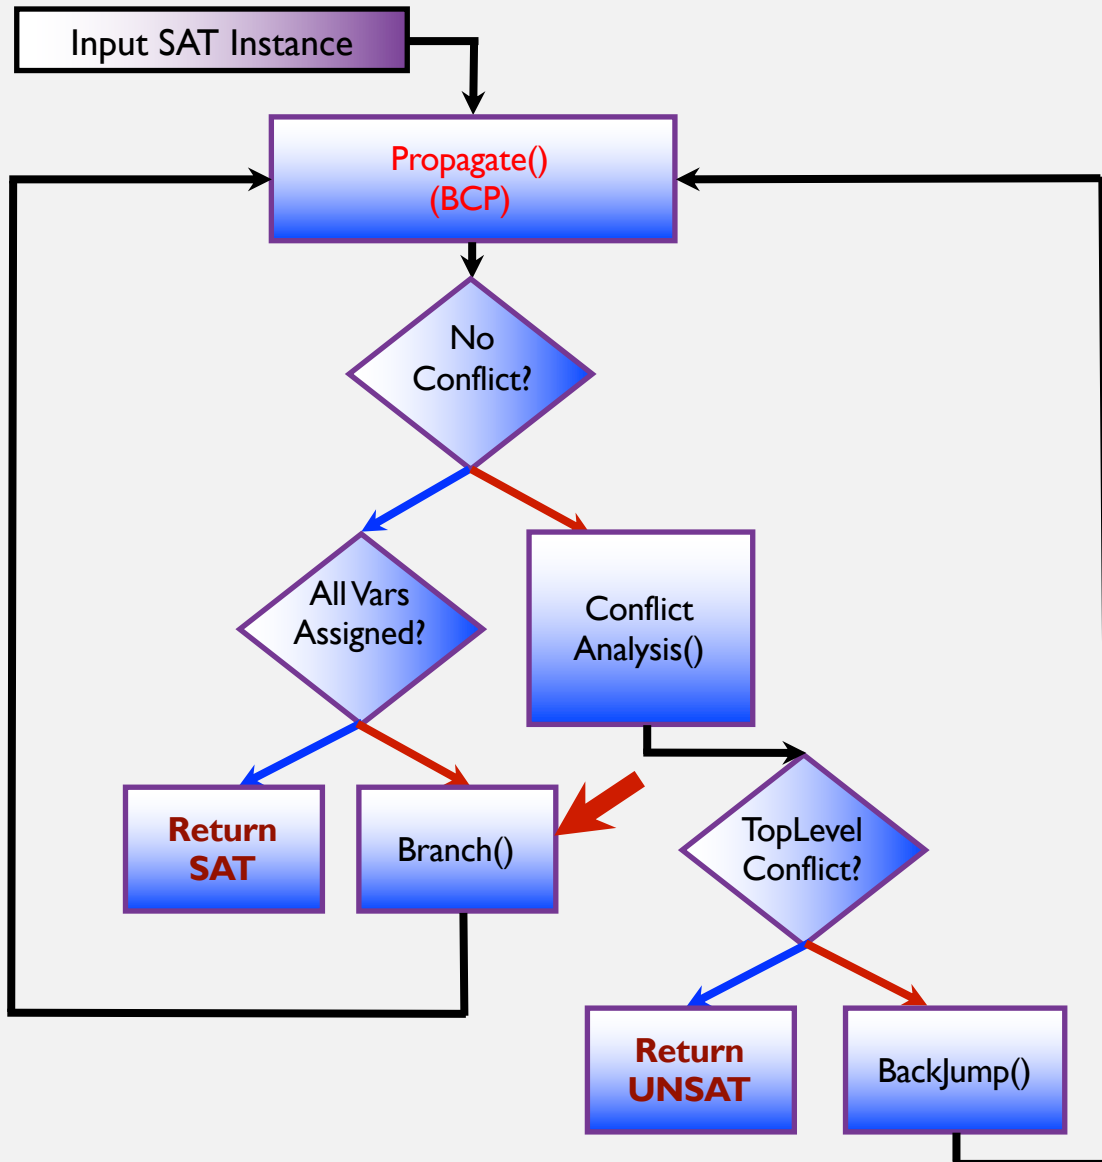 Input SAT Instance
Propagate()
(BCP)
No
Conflict?
All Vars
Assigned?
Conflict
Analysis()
Return
SAT
Branch()
TopLevel
Conflict?
Return
UNSAT
BackJump()